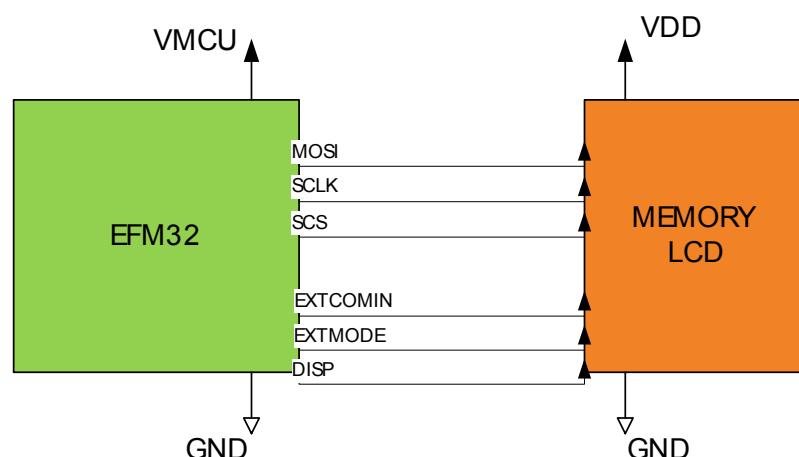 VMCU
VDD
MOSI
SCLK
SCS
EFM32
MEMORY
LCD
EXTCOMIN
EXTMODE
DISP
GND
GND